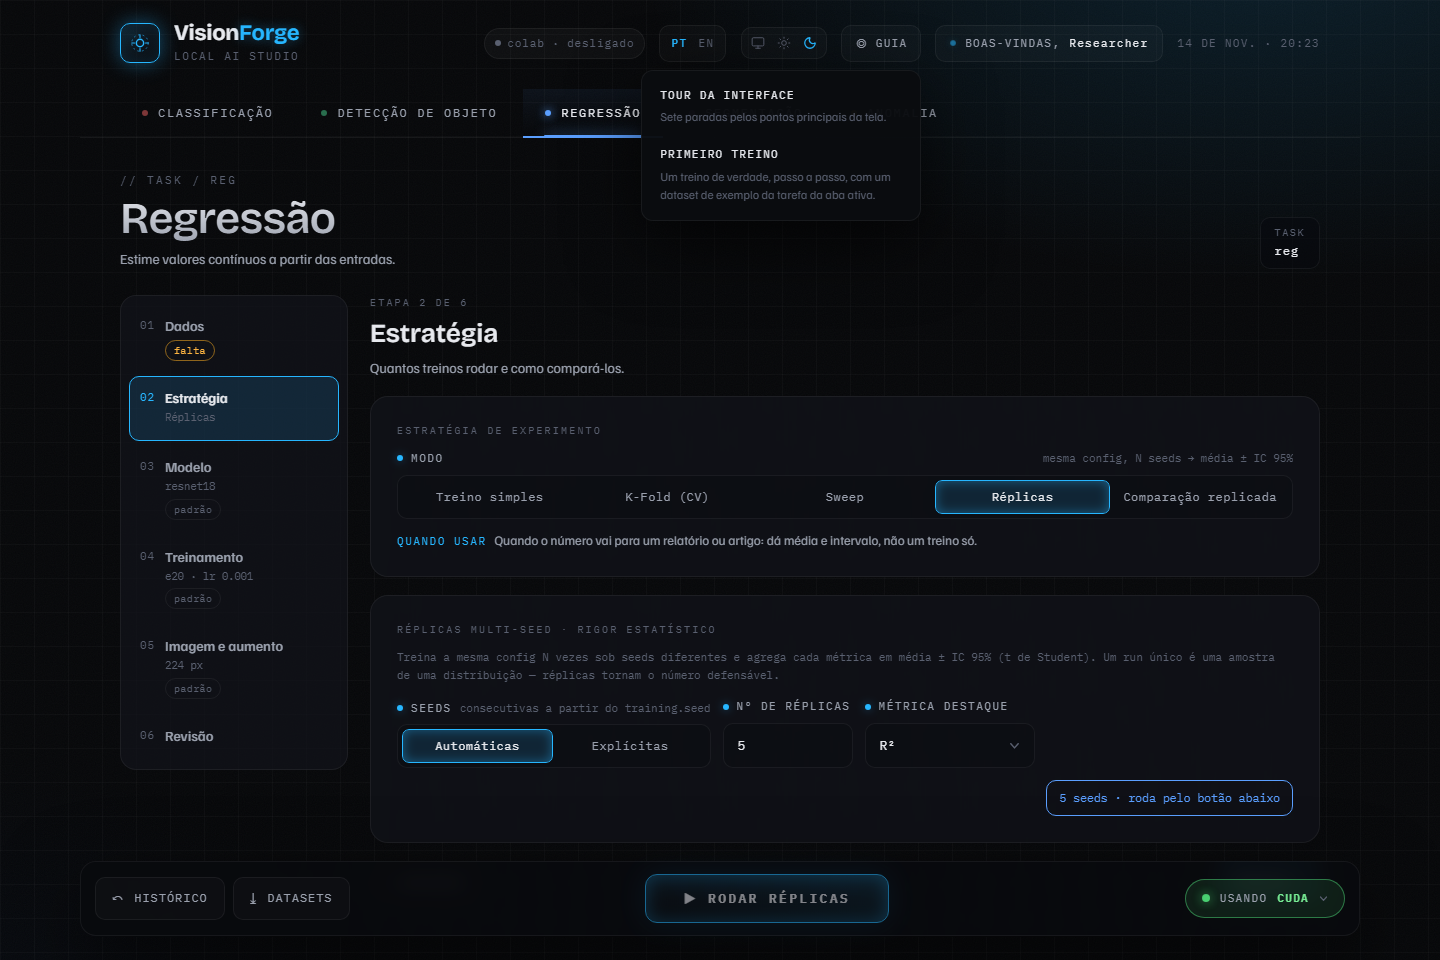 VisionForge
LOCAL AI STUDIO
colab · desligado
PT EN
GUIA
BOAS-VINDAS, Researcher
14 DE NOV. · 20:23
CLASSIFICAÇÃO
DETECÇÃO DE OBJETO
REGRESSÃO
IA
TOUR DA INTERFACE
Sete paradas pelos pontos principais da tela.
PRIMEIRO TREINO
Um treino de verdade, passo a passo, com um
dataset de exemplo da tarefa da aba ativa.
// TASK / REG
Regressão
Estime valores contínuos a partir das entradas.
TASK
reg
01 Dados
falta
02 Estratégia
Réplicas
03 Modelo
resnet18
padrão
04 Treinamento
e20 · lr 0.001
padrão
05 Imagem e aumento
224 px
padrão
06 Revisão
ETAPA 2 DE 6
Estratégia
Quantos treinos rodar e como compará-los.
ESTRATÉGIA DE EXPERIMENTO
MODO
mesma config, N seeds → média ± IC 95%
Treino simples
K-Fold (CV)
Sweep
Réplicas
Comparação replicada
QUANDO USAR Quando o número vai para um relatório ou artigo: dá média e intervalo, não um treino só.
RÉPLICAS MULTI-SEED · RIGOR ESTATÍSTICO
Treina a mesma config N vezes sob seeds diferentes e agrega cada métrica em média ± IC 95% (t de Student). Um run único é uma amostra
de uma distribuição — réplicas tornam o número defensável.
SEEDS consecutivas a partir do training.seed
Nº DE RÉPLICAS
MÉTRICA DESTAQUE
Automáticas
Explícitas
5
R²
5 seeds · roda pelo botão abaixo
HISTÓRICO
DATASETS
RODAR RÉPLICAS
USANDO CUDA